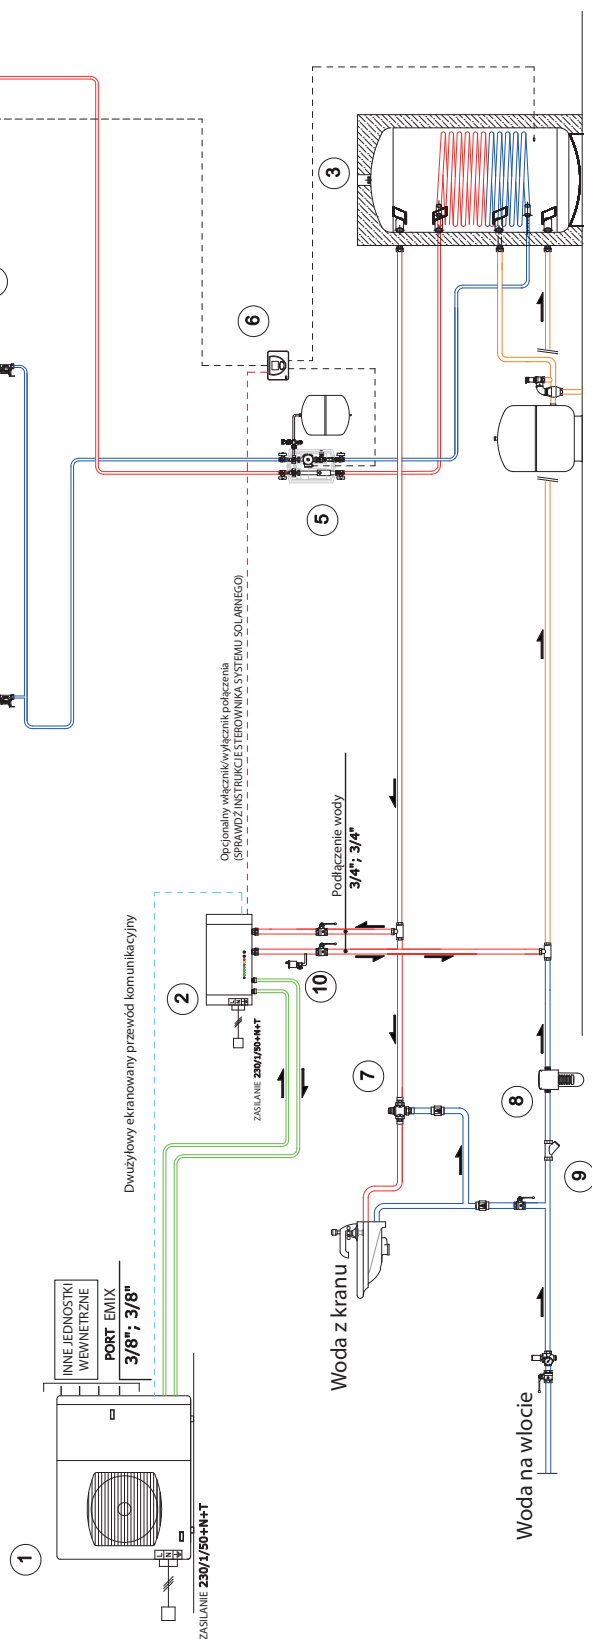 1
ZASILANIE 230/1/50+N+T
L
N
INNE JEDNOSTKI
WEWNETRZNE
PORT EMIX
3/8"; 3/8"
Dwużyłowy ekranowany przewód komunikacyjny
2
L
N
ZASILANIE 230/1/50+N+T
Opcjonalny włącznik/wyłącznik połączenia
(SPRAWDŹ INSTRUKCJE STEROWNIKA SYSTEMU SOLARNEGO)
6
5
3
10
Podłączenie wody
3/4"; 3/4"
7
Woda z kranu
8
9
Woda na wlocie